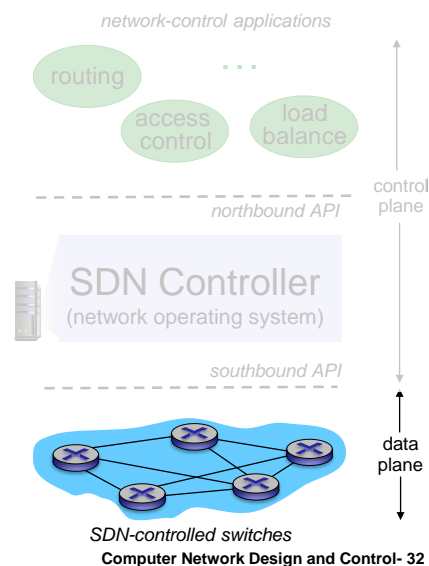 network-control applications
routing
...
access
control
load
balance
control
plane
northbound API
SDN Controller
(network operating system)
southbound API
data
plane
SDN-controlled switches
Computer Network Design and Control- 32